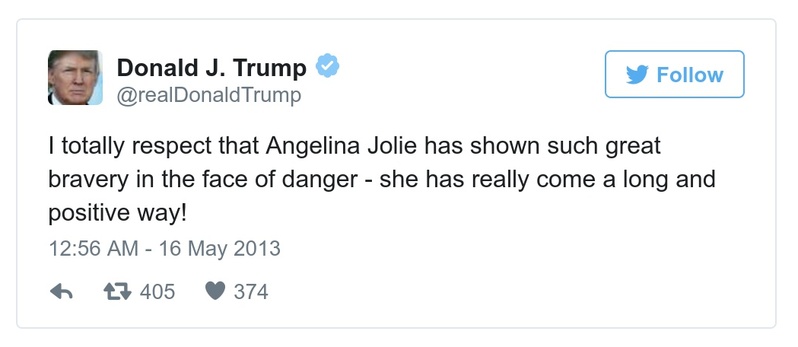 Donald J. Trump
@realDonaldTrump
Follow
I totally respect that Angelina Jolie has shown such great
bravery in the face of danger - she has really come a long and
positive way!
12:56 AM - 16 May 2013
405 374